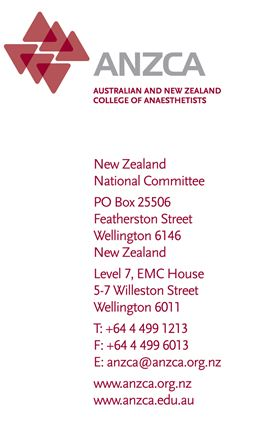 ANZCA
AUSTRALIAN AND NEW ZEALAND
COLLEGE OF ANAESTHETISTS
New Zealand
National Committee
PO Box 25506
Featherston Street
Wellington 6146
New Zealand
Level 7, EMC House
5-7 Willeston Street
Wellington 6011
T: +64 4 499 1213
F: +64 4 499 6013
E: anzca@anzca.org.nz
www.anzca.org.nz
www.anzca.edu.au